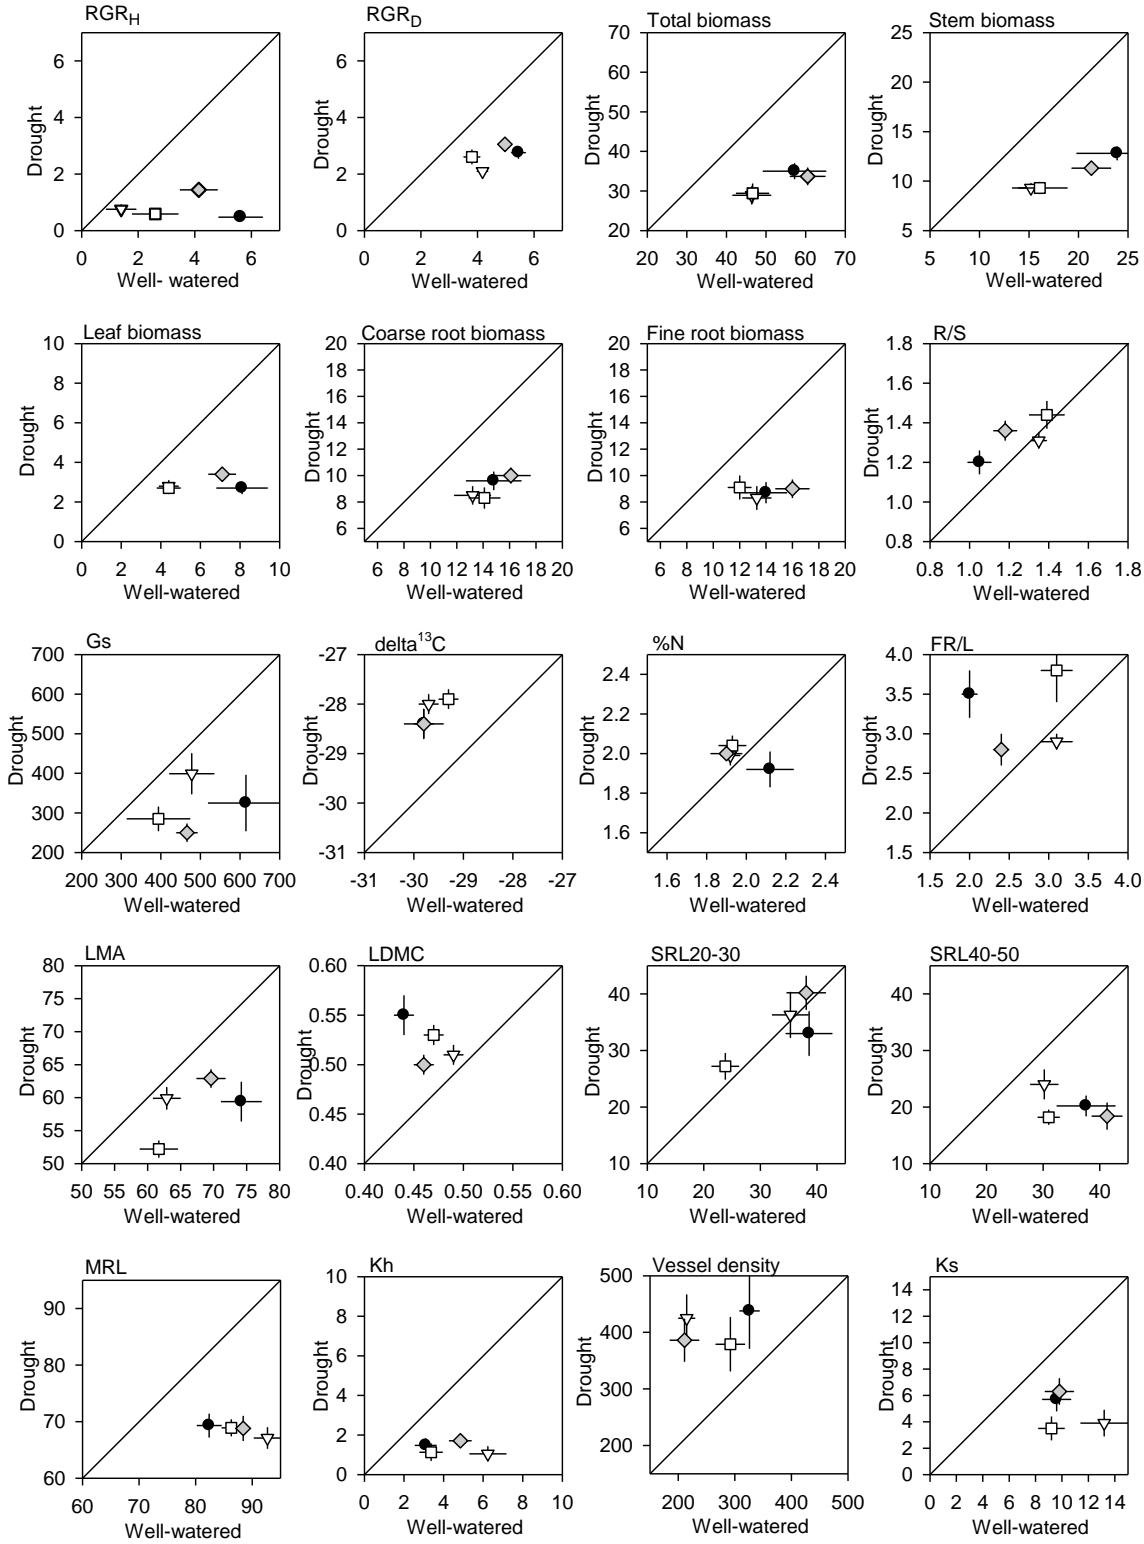 RGRH
6
4
2
0
Drought
0 2 4 6
Well- watered
RGRD
6
4
2
0
Drought
0 2 4 6
Well-watered
Total biomass
70
60
50
40
30
20
Drought
20 30 40 50 60 70
Well-watered
Stem biomass
25
20
15
10
5
Drought
5 10 15 20 25
Well-watered
Leaf biomass
10
8
6
4
2
0
Drought
0 2 4 6 8 10
Well-watered
Coarse root biomass
20
18
16
14
12
10
8
6
Drought
6 8 10 12 14 16 18 20
Well-watered
Fine root biomass
20
18
16
14
12
10
8
6
Drought
6 8 10 12 14 16 18 20
Well-watered
R/S
1.8
1.6
1.4
1.2
1.0
0.8
Drought
0.8 1.0 1.2 1.4 1.6 1.8
Well-watered
Gs
700
600
500
400
300
200
Drought
200 300 400 500 600 700
Well-watered
delta13C
-27
-28
-29
-30
-31
Drought
-31 -30 -29 -28 -27
Well-watered
%N
2.4
2.2
2.0
1.8
1.6
Drought
1.6 1.8 2.0 2.2 2.4
Well-watered
FR/L
4.0
3.5
3.0
2.5
2.0
1.5
Drought
1.5 2.0 2.5 3.0 3.5 4.0
Well-watered
LMA
80
75
70
65
60
55
50
Drought
50 55 60 65 70 75 80
Well-watered
LDMC
0.60
0.55
0.50
0.45
0.40
Drought
0.40 0.45 0.50 0.55 0.60
Well-watered
SRL20-30
40
30
20
10
Drought
10 20 30 40
Well-watered
SRL40-50
40
30
20
10
Drought
10 20 30 40
Well-watered
MRL
90
80
70
60
Drought
60 70 80 90
Well-watered
Kh
10
8
6
4
2
0
Drought
0 2 4 6 8 10
Well-watered
Vessel density
500
400
300
200
Drought
200 300 400 500
Well-watered
Ks
14
12
10
8
6
4
2
0
Drought
0 2 4 6 8 10 12 14
Well-watered